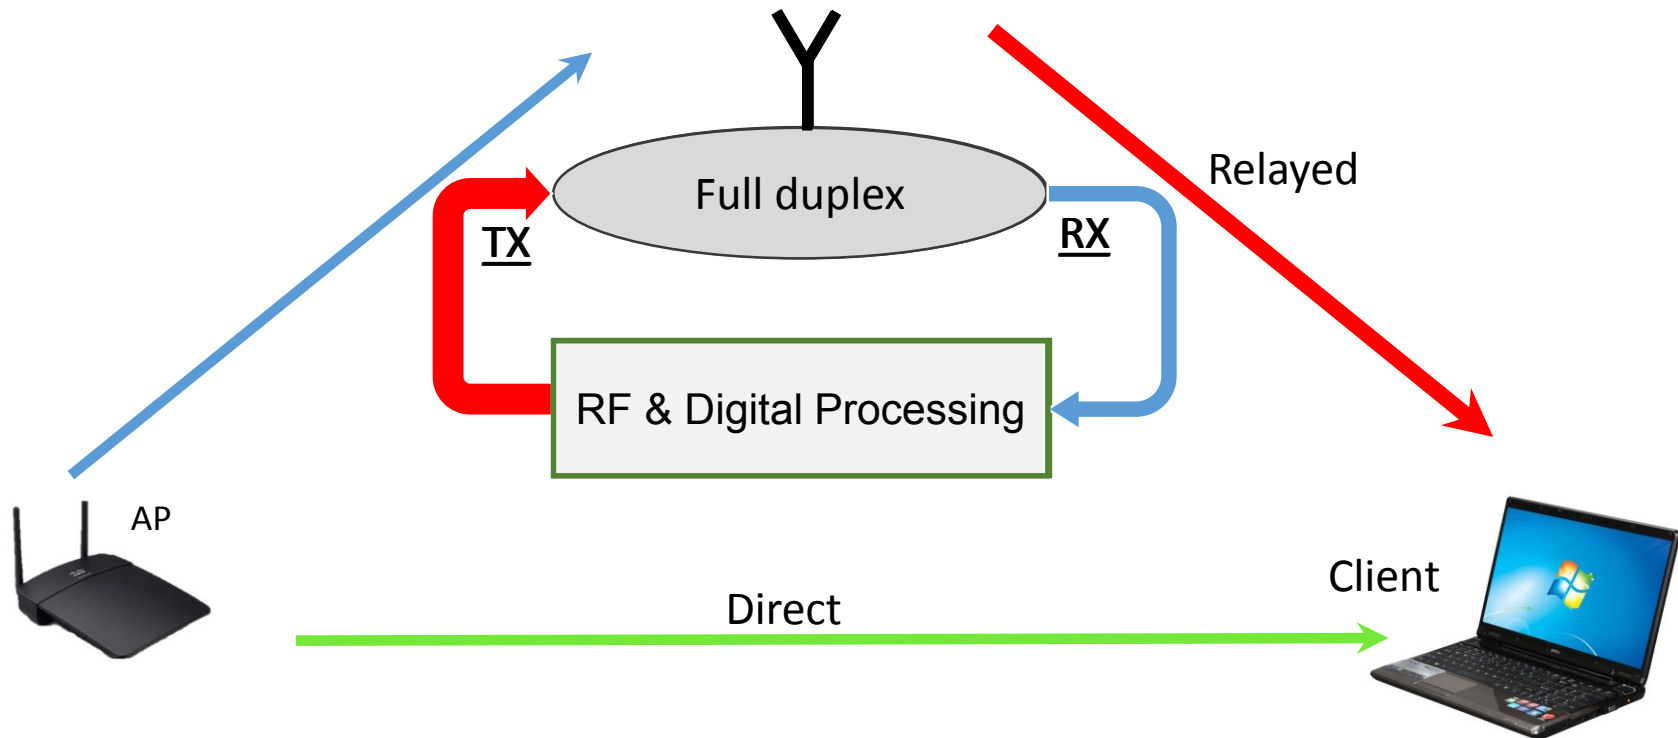 Full duplex
Relayed
TX
RX
RF & Digital Processing
AP
Client
Direct